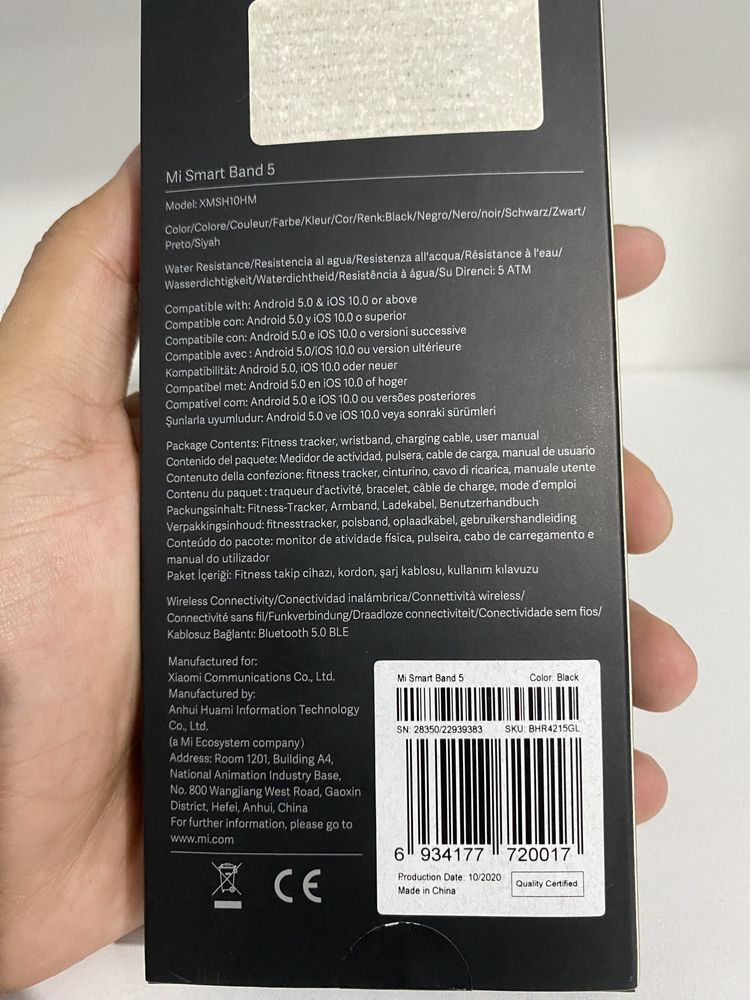 Mi Smart Band 5
Model: XMSH10HM
Color/Colore/Couleur/Farbe/Kleur/Cor/Renk:Black/Negro/Nero/noir/Schwarz/Zwart/
Preto/Siyah
Water Resistance/Resistencia al agua/Resistenza all'acqua/Résistance à l'eau/
Wasserdichtigkeit/Waterdichtheid/Resistência à água/Su Direnci: 5 ATM
Compatible with: Android 5.0 & iOS 10.0 or above
Compatible con: Android 5.0 y iOS 10.0 o superior
Compatibile con: Android 5.0 e iOS 10.0 o versioni successive
Compatible avec : Android 5.0/iOS 10.0 ou version ultérieure
Kompatibilität: Android 5.0, iOS 10.0 oder neuer
Compatibel met: Android 5.0 en iOS 10.0 of hoger
Compatível com: Android 5.0 e iOS 10.0 ou versões posteriores
Şunlarla uyumludur: Android 5.0 ve iOS 10.0 veya sonraki sürümleri
Package Contents: Fitness tracker, wristband, charging cable, user manual
Contenido del paquete: Medidor de actividad, pulsera, cable de carga, manual de usuario
Contenuto della confezione: fitness tracker, cinturino, cavo di ricarica, manuale utente
Contenu du paquet : traqueur d'activité, bracelet, câble de charge, mode d'emploi
Packungsinhalt: Fitness-Tracker, Armband, Ladekabel, Benutzerhandbuch
Verpakkingsinhoud: fitnesstracker, polsband, oplaadkabel, gebruikershandleiding
Conteúdo do pacote: monitor de atividade física, pulseira, cabo de carregamento e
manual do utilizador
Paket İçeriği: Fitness takip cihazı, kordon, şarj kablosu, kullanım kılavuzu
Wireless Connectivity/Conectividad inalámbrica/Connettività wireless/
Connectivité sans fil/Funkverbindung/Draadloze connectiviteit/Conectividade sem fios/
Kablosuz Bağlantı: Bluetooth 5.0 BLE
Manufactured for:
Xiaomi Communications Co., Ltd.
Manufactured by:
Anhui Huami Information Technology
Co., Ltd.
(a Mi Ecosystem company)
Address: Room 1201, Building A4,
National Animation Industry Base,
No. 800 Wangjiang West Road, Gaoxin
District, Hefei, Anhui, China
For further information, please go to
www.mi.com
CE
Mi Smart Band 5 Color: Black
SN: 28350/22939383 SKU: BHR4215GL
6 934177 720017
Production Date: 10/2020
Made in China
Quality Certified